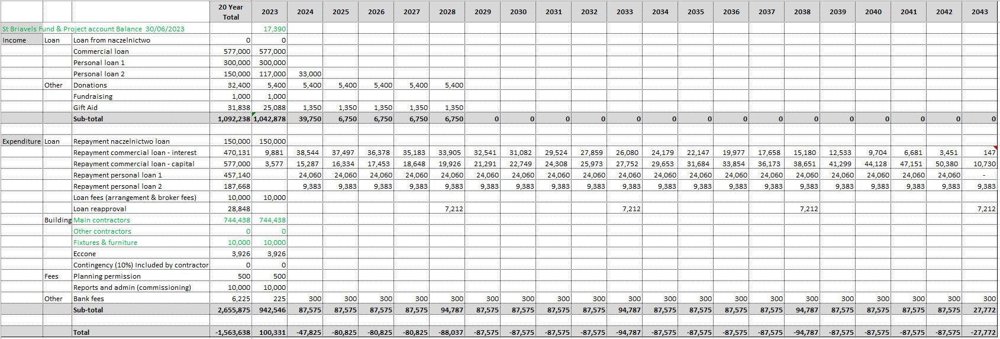 20 Year Total 2023 2024 2025 2026 2027 2028 2029 2030 2031 2032 2033 2034 2035 2036 2037 2038 2039 2040 2041 2042 2043
St Briavels Fund & Project account Balance 30/06/2023 17,390
Income Loan Loan from naczelnictwo 0 0
Commercial loan 577,000 577,000
Personal loan 1 300,000 300,000
Personal loan 2 150,000 117,000 33,000
Other Donations 32,400 5,400 5,400 5,400 5,400 5,400 5,400
Fundraising 1,000 1,000
Gift Aid 31,838 25,088 1,350 1,350 1,350 1,350 1,350
Sub-total 1,092,238 1,042,878 39,750 6,750 6,750 6,750 6,750 0 0 0 0 0 0 0 0 0 0 0 0 0 0 0
Expenditure Loan Repayment naczelnictwo loan 150,000 150,000
Repayment commercial loan - interest 470,131 9,881 38,544 37,497 36,378 35,183 33,905 32,541 31,082 29,524 27,859 26,080 24,179 22,147 19,977 17,658 15,180 12,533 9,704 6,681 3,451 147
Repayment commercial loan - capital 577,000 3,577 15,287 16,334 17,453 18,648 19,926 21,291 22,749 24,308 25,973 27,752 29,653 31,684 33,854 36,173 38,651 41,299 44,128 47,151 50,380 10,730
Repayment personal loan 1 457,140 24,060 24,060 24,060 24,060 24,060 24,060 24,060 24,060 24,060 24,060 24,060 24,060 24,060 24,060 24,060 24,060 24,060 24,060 24,060 -
Repayment personal loan 2 187,668 9,383 9,383 9,383 9,383 9,383 9,383 9,383 9,383 9,383 9,383 9,383 9,383 9,383 9,383 9,383 9,383 9,383 9,383 9,383 9,383
Loan fees (arrangement & broker fees) 10,000 10,000
Loan reapproval 28,848 7,212 7,212 7,212 7,212
Building Main contractors 744,438 744,438
Other contractors 0 0
Fixtures & furniture 10,000 10,000
Eccone 3,926 3,926
Contingency (10%) Included by contractor 0 0
Fees Planning permission 500 500
Reports and admin (commissioning) 10,000 10,000
Other Bank fees 6,225 225 300 300 300 300 300 300 300 300 300 300 300 300 300 300 300 300 300 300 300 300
Sub-total 2,655,875 942,546 87,575 87,575 87,575 87,575 94,787 87,575 87,575 87,575 87,575 94,787 87,575 87,575 87,575 87,575 94,787 87,575 87,575 87,575 87,575 27,772
Total -1,563,638 100,331 -47,825 -80,825 -80,825 -80,825 -88,037 -87,575 -87,575 -87,575 -87,575 -94,787 -87,575 -87,575 -87,575 -87,575 -94,787 -87,575 -87,575 -87,575 -87,575 -27,772